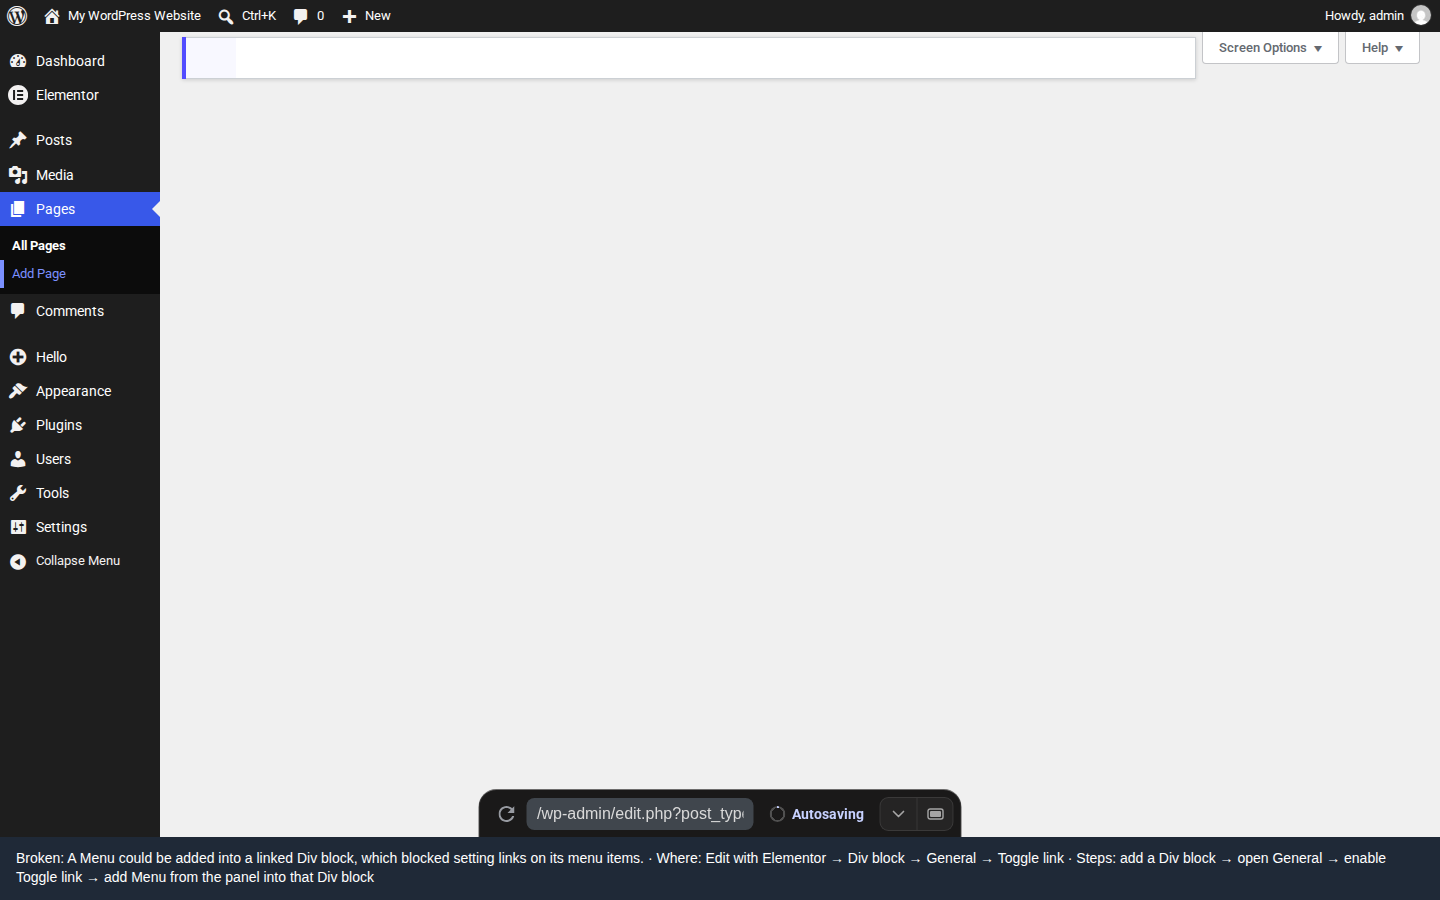 My WordPress Website Ctrl+K 0 New Howdy, admin
Screen Options Help
Dashboard
Elementor
Posts
Media
Pages
All Pages
Add Page
Comments
Hello
Appearance
Plugins
Users
Tools
Settings
Collapse Menu
/wp-admin/edit.php?post_type Autosaving
Broken: A Menu could be added into a linked Div block, which blocked setting links on its menu items. · Where: Edit with Elementor → Div block → General → Toggle link · Steps: add a Div block → open General → enable
Toggle link → add Menu from the panel into that Div block